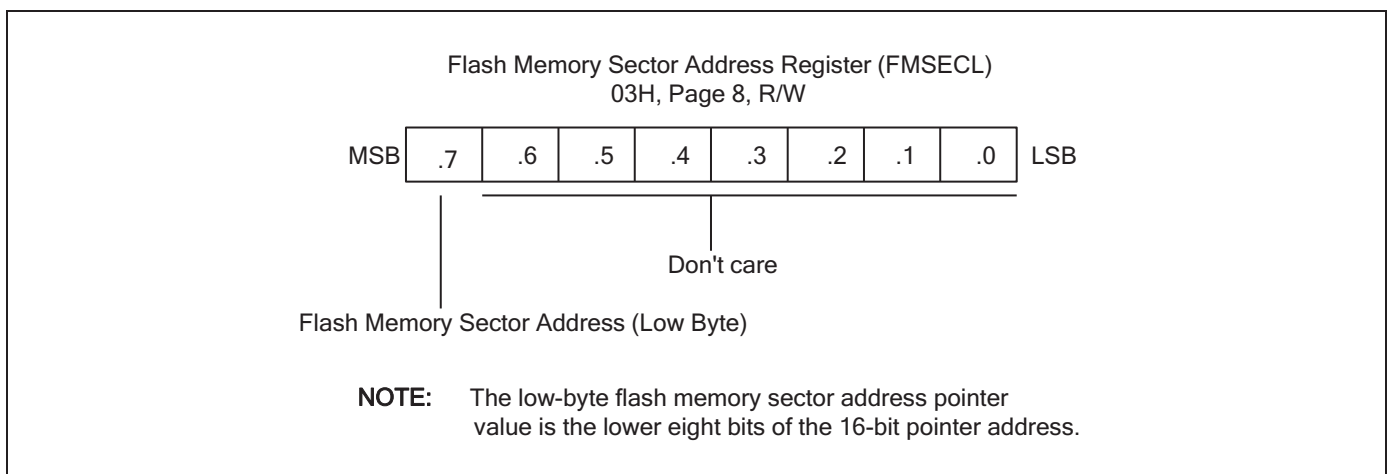 Flash Memory Sector Address Register (FMSECL)
03H, Page 8, R/W
MSB .7 .6 .5 .4 .3 .2 .1 .0 LSB
Don't care
Flash Memory Sector Address (Low Byte)
NOTE: The low-byte flash memory sector address pointer
value is the lower eight bits of the 16-bit pointer address.